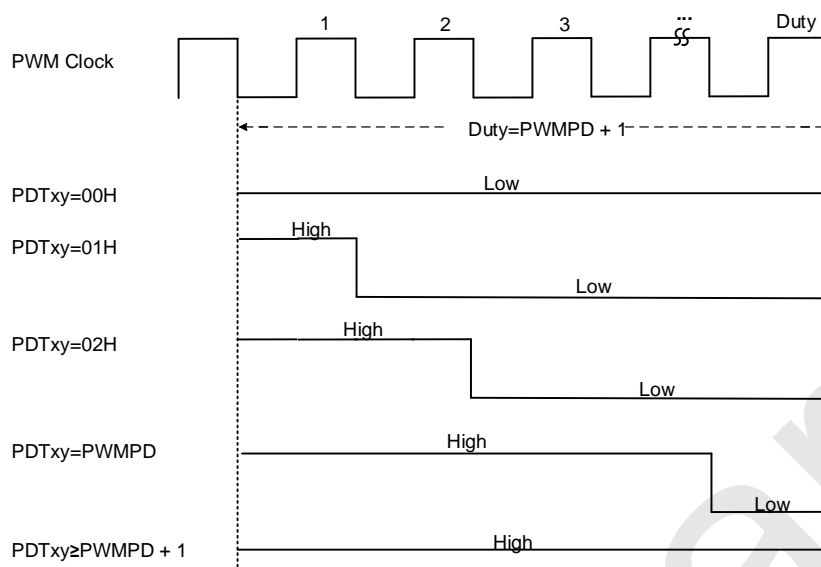 1 2 3 ... Duty
PWM Clock
Duty=PWMPD + 1
PDTxy=00H
Low
High
PDTxy=01H
Low
High
PDTxy=02H
Low
High
PDTxy=PWMPD
Low
PDTxy≥PWMPD + 1
High